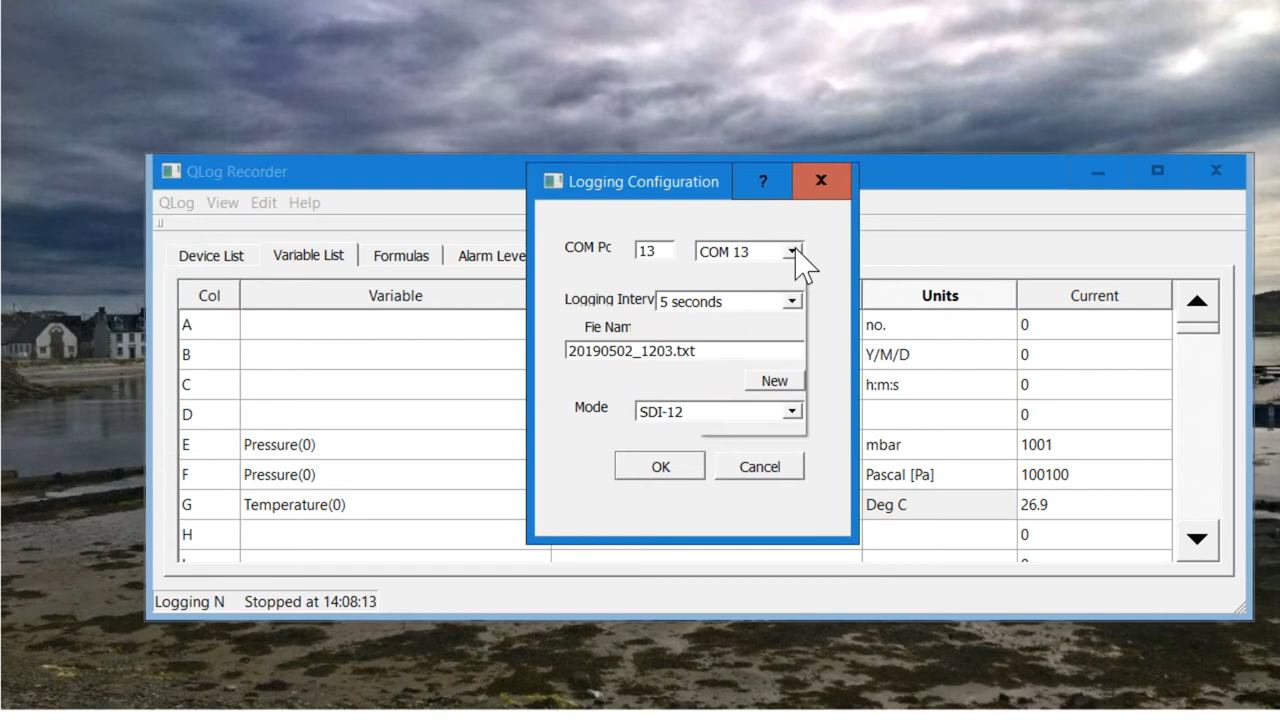 QLog Recorder
QLog View Edit Help
Device List Variable List Formulas Alarm Leve
Col Variable Units Current
A no. 0
B Y/M/D 0
C h:m:s 0
D 0
E Pressure(0) mbar 1001
F Pressure(0) Pascal [Pa] 100100
G Temperature(0) Deg C 26.9
H 0
Logging N Stopped at 14:08:13
Logging Configuration ? X
COM Pc 13 COM 13
Logging Interv 5 seconds
Fie Nam
20190502_1203.txt
New
Mode SDI-12
OK Cancel